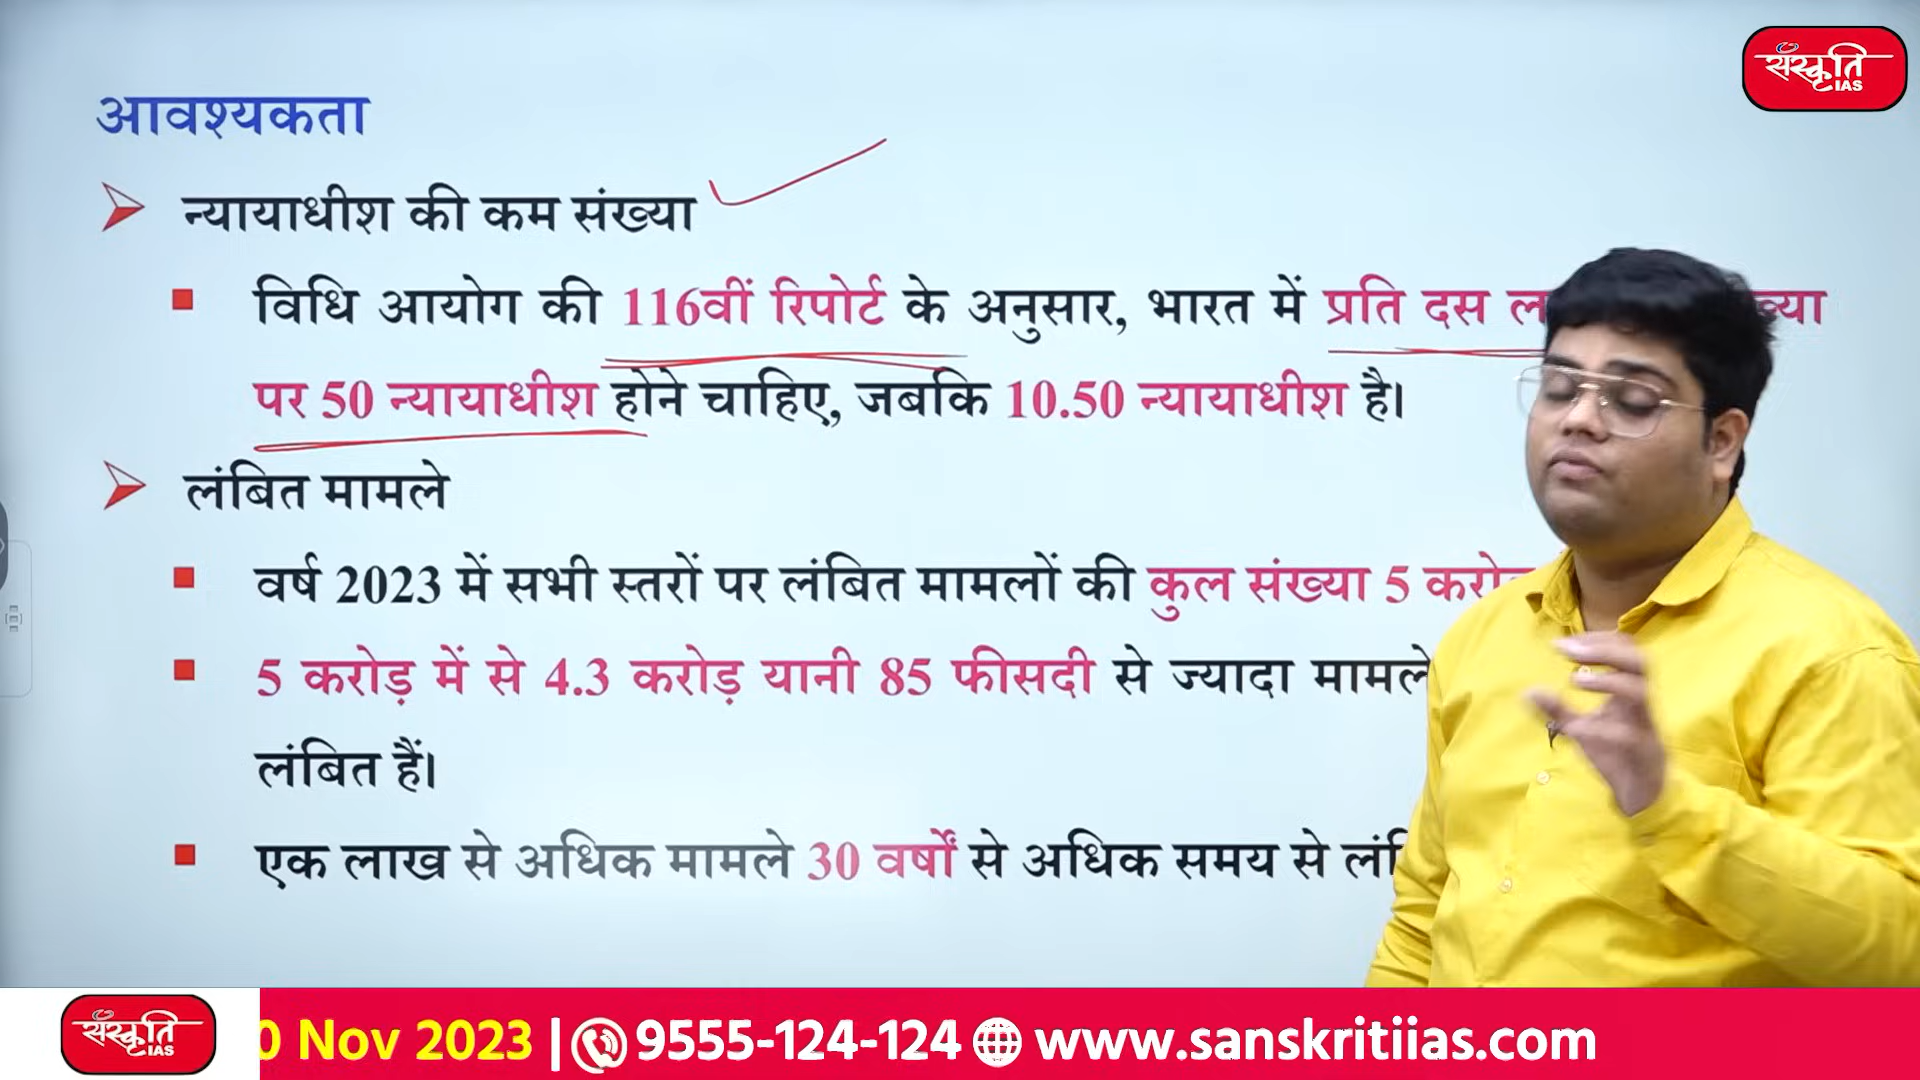 संस्कृति
IAS
आवश्यकता
न्यायाधीश की कम संख्या
विधि आयोग की 116वीं रिपोर्ट के अनुसार, भारत में प्रति दस
पर 50 न्यायाधीश होने चाहिए, जबकि 10.50 न्यायाधीश है।
लंबित मामले
वर्ष 2023 में सभी स्तरों पर लंबित मामलों की कुल संख्या 5
5 करोड़ में से 4.3 करोड़ यानी 85 फीसदी से ज्यादा मामले
लंबित हैं।
एक लाख से अधिक मामले 30 वर्षों से अधिक समय से
संस्कृति
IAS
0 Nov 2023 | 9555-124-124 www.sanskritiias.com